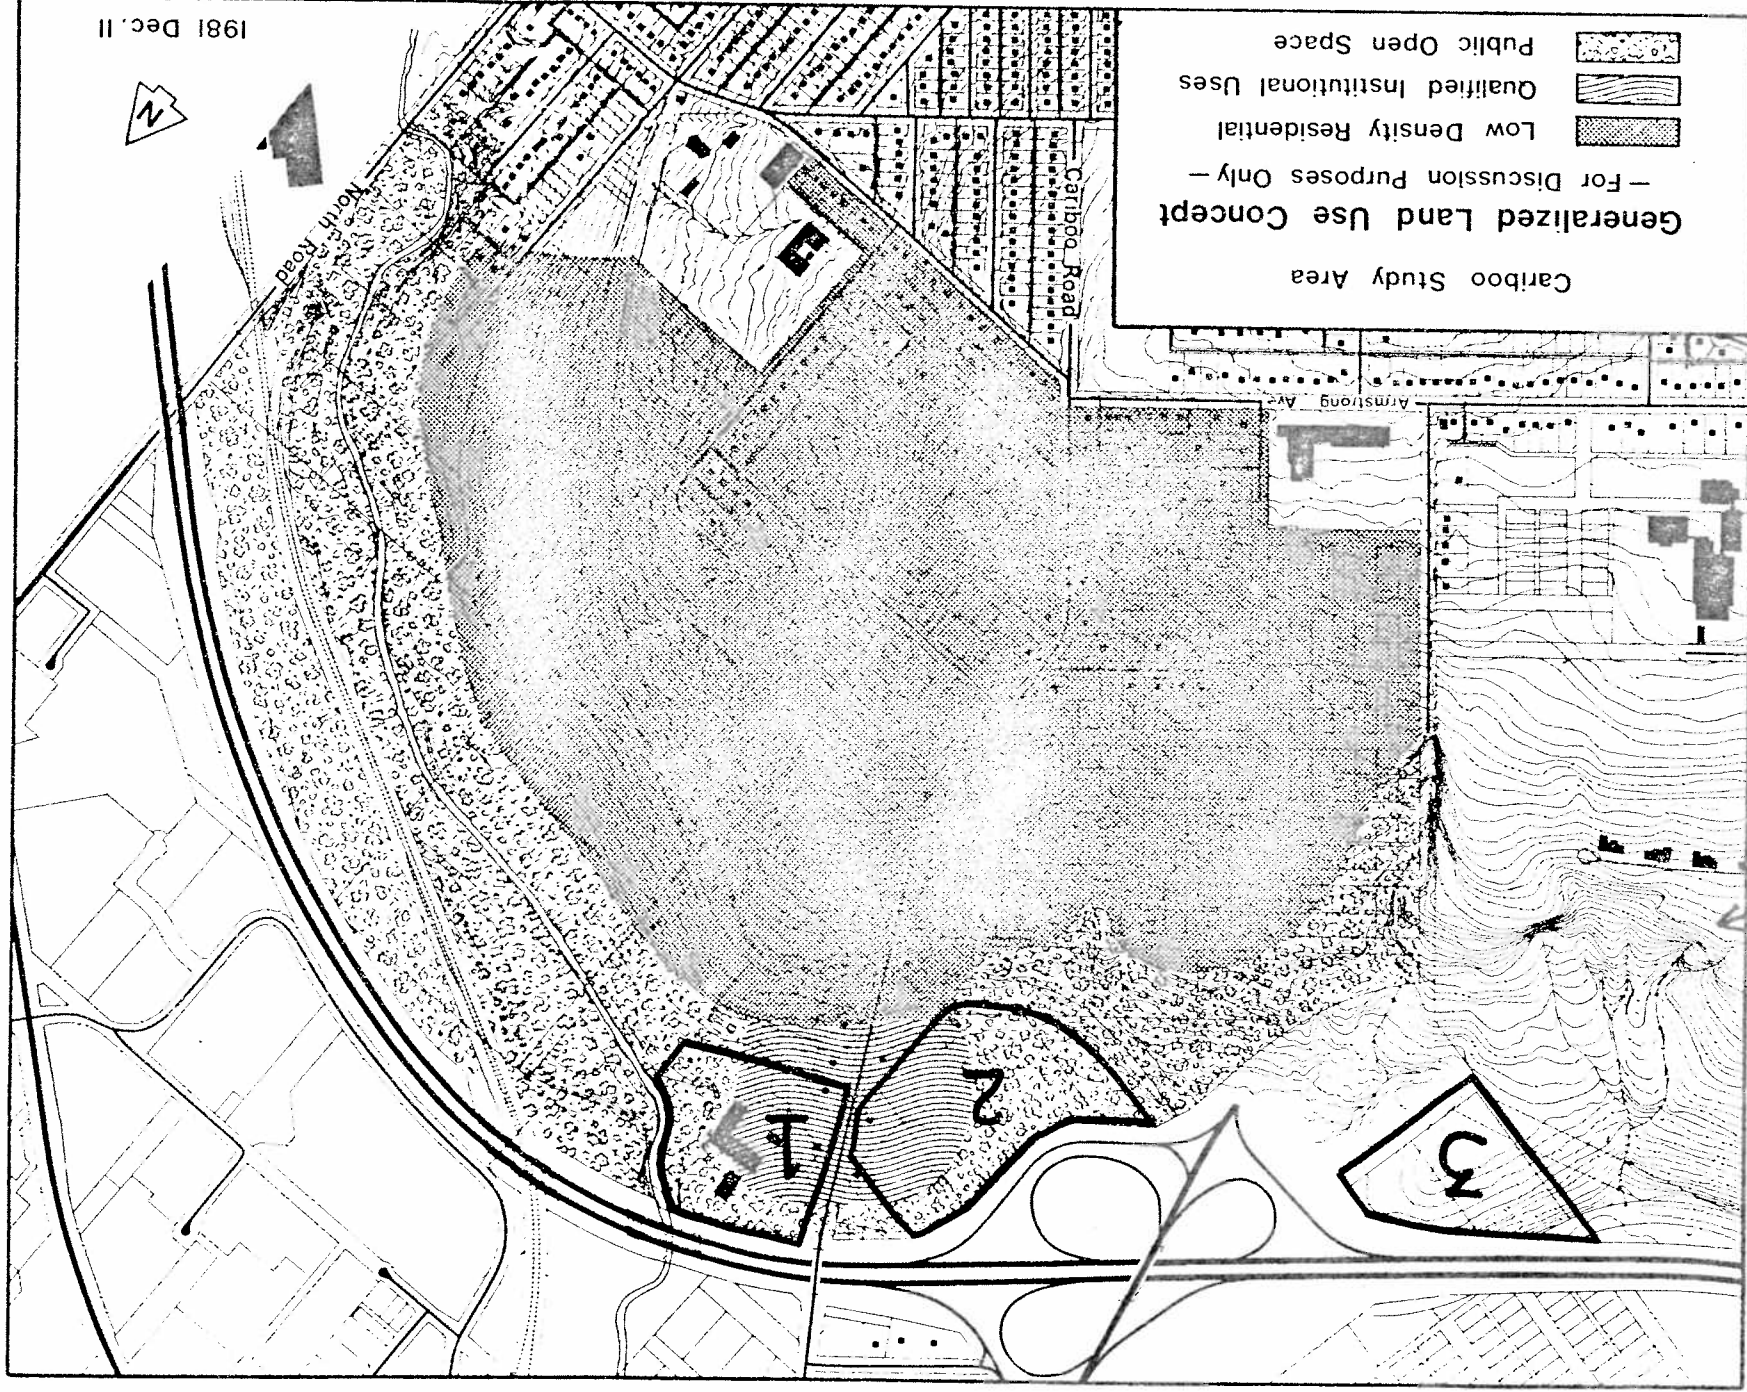 Cariboo Study Area
Generalized Land Use Concept
— For Discussion Purposes Only —
Low Density Residential
Qualified Institutional Uses
Public Open Space
3
2
1
Armstrong Av
Cariboo Road
North Road
N
1981 Dec. 11